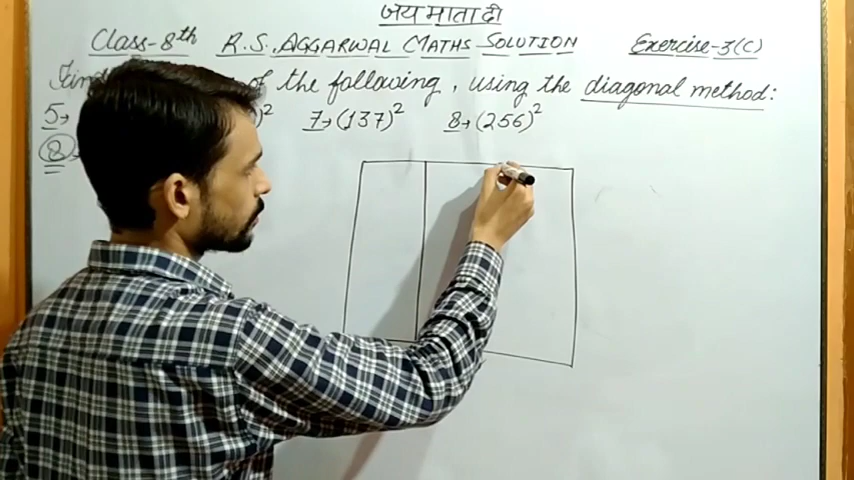 जय माता दी
Class-8th R.S. AGGARWAL MATHS SOLUTION Exercise-3(C)
Find of the following, using the diagonal method:
5→ )² 7→(137)² 8→(256)²
8